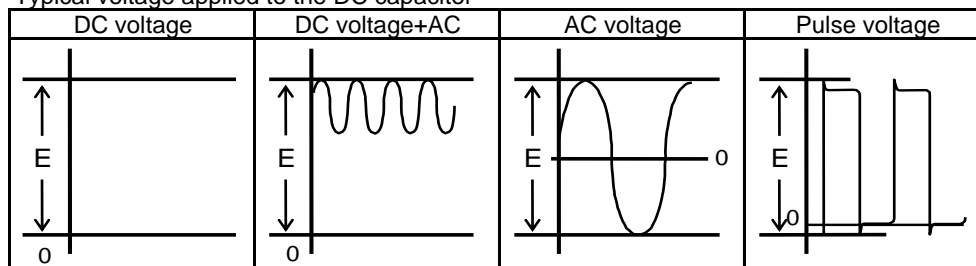 Typical voltage applied to the DC capacitor
DC voltage DC voltage+AC AC voltage Pulse voltage
E E E 0 E
0
0 0